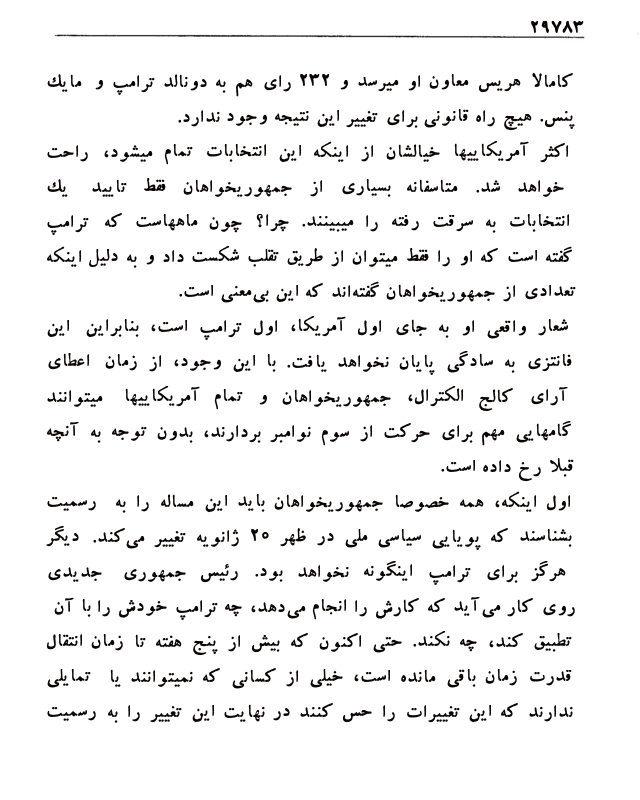 ۲۹۷۸۳
کامالا هریس معاون او میرسد و ۲۳۲ رای هم به دونالد ترامپ و مایك
پنس. هیچ راه قانونی برای تغییر این نتیجه وجود ندارد.
اکثر آمریکاییها خیالشان از اینکه این انتخابات تمام میشود، راحت
خواهد شد. متاسفانه بسیاری از جمهوریخواهان فقط تایید یك
انتخابات به سرقت رفته را میبینند. چرا؟ چون ماههاست که ترامپ
گفته است که او را فقط میتوان از طریق تقلب شکست داد و به دلیل اینکه
تعدادی از جمهوریخواهان گفته‌اند که این بی‌معنی است.
شعار واقعی او به جای اول آمریکا، اول ترامپ است، بنابراین این
فانتزی به سادگی پایان نخواهد یافت. با این وجود، از زمان اعطای
آرای کالج الکترال، جمهوریخواهان و تمام آمریکاییها میتوانند
گامهایی مهم برای حرکت از سوم نوامبر بردارند، بدون توجه به آنچه
قبلا رخ داده است.
اول اینکه، همه خصوصا جمهوریخواهان باید این مساله را به رسمیت
بشناسند که پویایی سیاسی ملی در ظهر ۲۰ ژانویه تغییر می‌کند. دیگر
هرگز برای ترامپ اینگونه نخواهد بود. رئیس جمهوری جدیدی
روی کار می‌آید که کارش را انجام می‌دهد، چه ترامپ خودش را با آن
تطبیق کند، چه نکند. حتی اکنون که بیش از پنج هفته تا زمان انتقال
قدرت زمان باقی مانده است، خیلی از کسانی که نمیتوانند یا تمایلی
ندارند که این تغییرات را حس کنند در نهایت این تغییر را به رسمیت